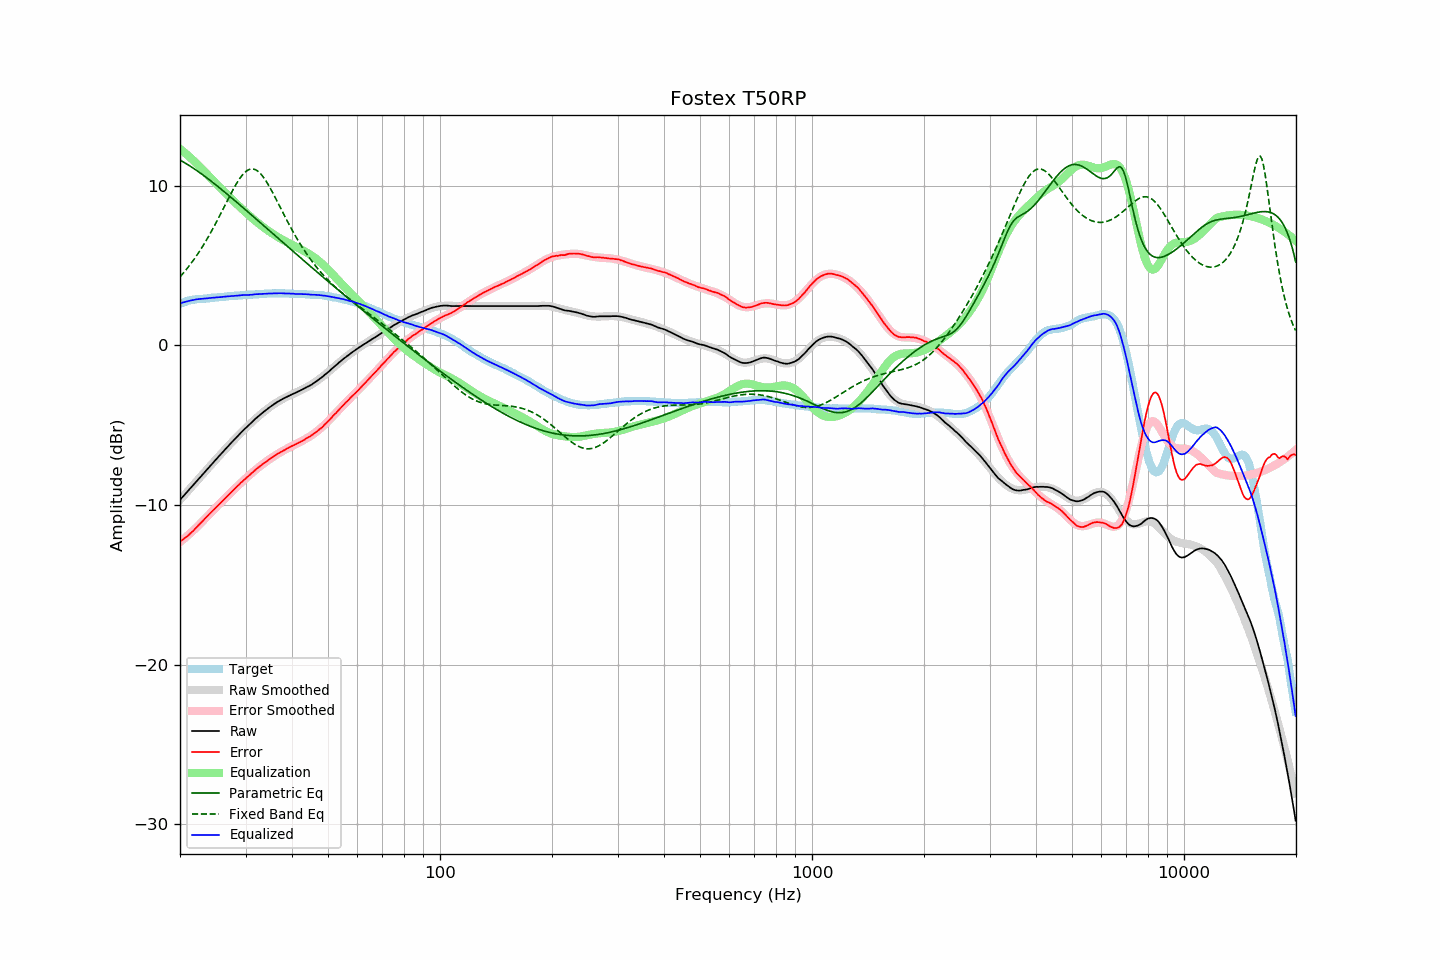 Fostex T50RP
Amplitude (dBr)
10
0
−10
−20
−30
Target
Raw Smoothed
Error Smoothed
Raw
Error
Equalization
Parametric Eq
Fixed Band Eq
Equalized
100
1000
10000
Frequency (Hz)